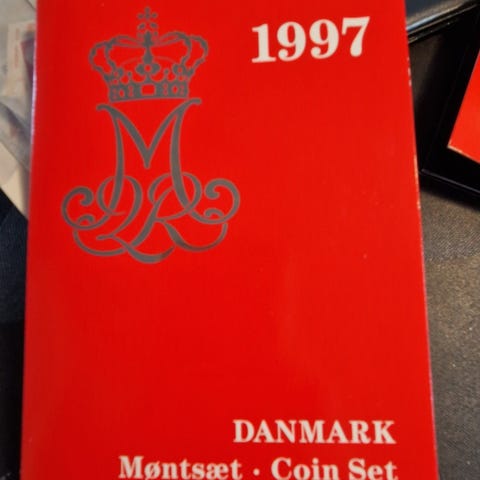 1997
DANMARK
Møntsæt · Coin Set